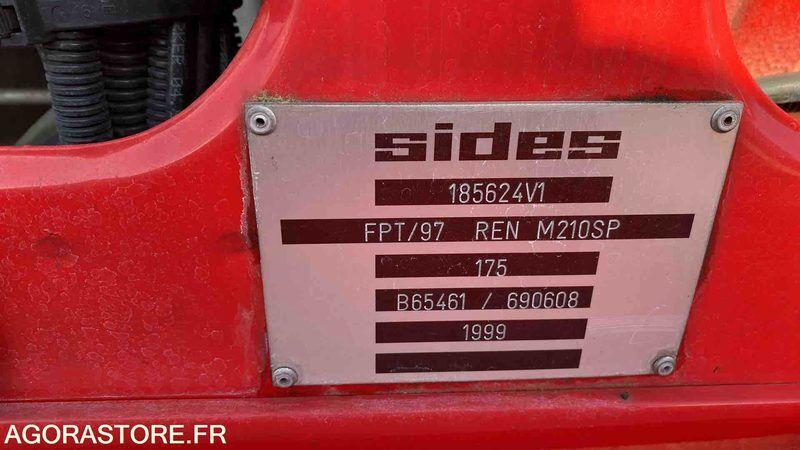 sides
185624V1
FPT/97 REN M210SP
175
B65461 / 690608
1999
AGORASTORE.FR